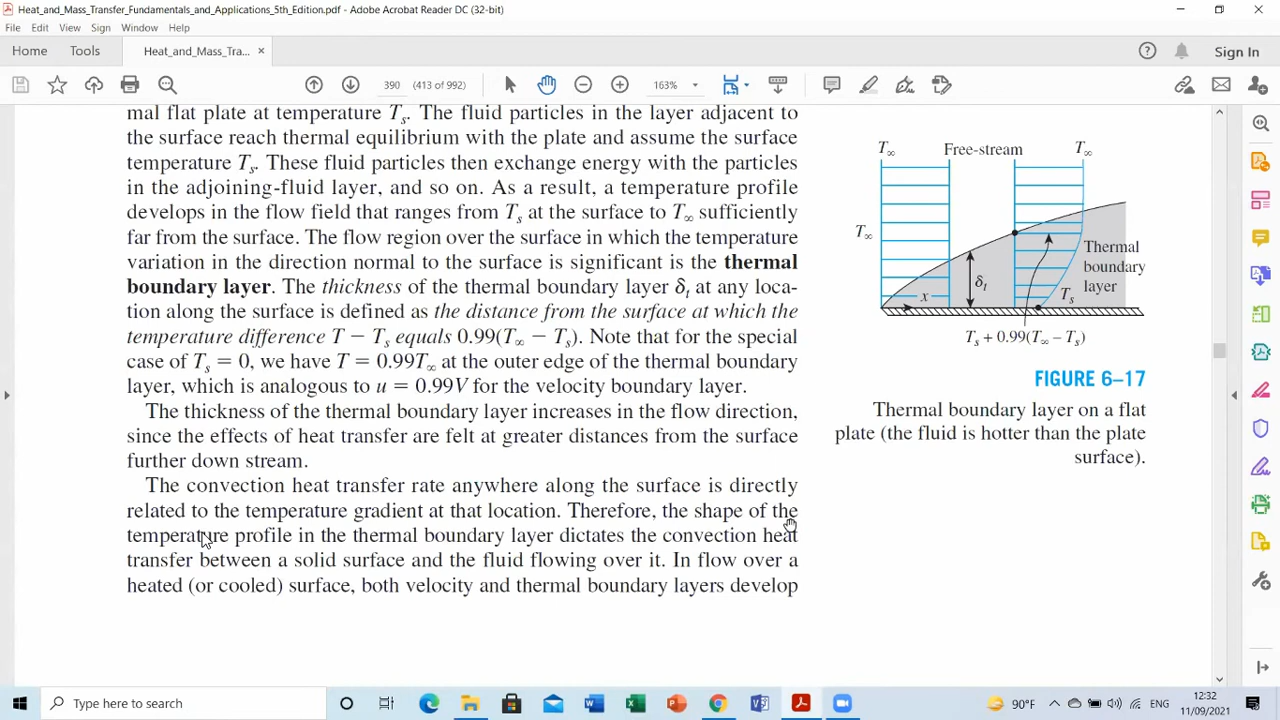 Heat_and_Mass_Transfer_Fundamentals_and_Applications_5th_Edition.pdf - Adobe Acrobat Reader DC (32-bit)
File Edit View Sign Window Help
Home Tools Heat_and_Mass_Tra... × Sign In
390 (413 of 992) 163%
mal flat plate at temperature Ts. The fluid particles in the layer adjacent to
the surface reach thermal equilibrium with the plate and assume the surface
temperature Ts. These fluid particles then exchange energy with the particles
in the adjoining-fluid layer, and so on. As a result, a temperature profile
develops in the flow field that ranges from Ts at the surface to T∞ sufficiently
far from the surface. The flow region over the surface in which the temperature
variation in the direction normal to the surface is significant is the thermal
boundary layer. The thickness of the thermal boundary layer δt at any loca-
tion along the surface is defined as the distance from the surface at which the
temperature difference T − Ts equals 0.99(T∞ − Ts). Note that for the special
case of Ts = 0, we have T = 0.99T∞ at the outer edge of the thermal boundary
layer, which is analogous to u = 0.99V for the velocity boundary layer.
The thickness of the thermal boundary layer increases in the flow direction,
since the effects of heat transfer are felt at greater distances from the surface
further down stream.
The convection heat transfer rate anywhere along the surface is directly
related to the temperature gradient at that location. Therefore, the shape of the
temperature profile in the thermal boundary layer dictates the convection heat
transfer between a solid surface and the fluid flowing over it. In flow over a
heated (or cooled) surface, both velocity and thermal boundary layers develop
T∞ Free-stream T∞
T∞
Thermal
boundary
layer
δt
x
Ts
Ts + 0.99(T∞ – Ts)
FIGURE 6–17
Thermal boundary layer on a flat
plate (the fluid is hotter than the plate
surface).
Type here to search
90°F
ENG
12:32
11/09/2021